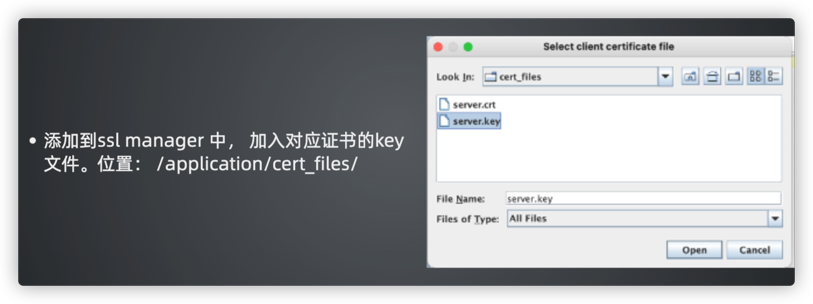 • 添加到ssl manager 中， 加入对应证书的key
文件。位置： /application/cert_files/
Select client certificate file
Look In: cert_files
server.crt
server.key
File Name: server.key
Files of Type: All Files
Open Cancel